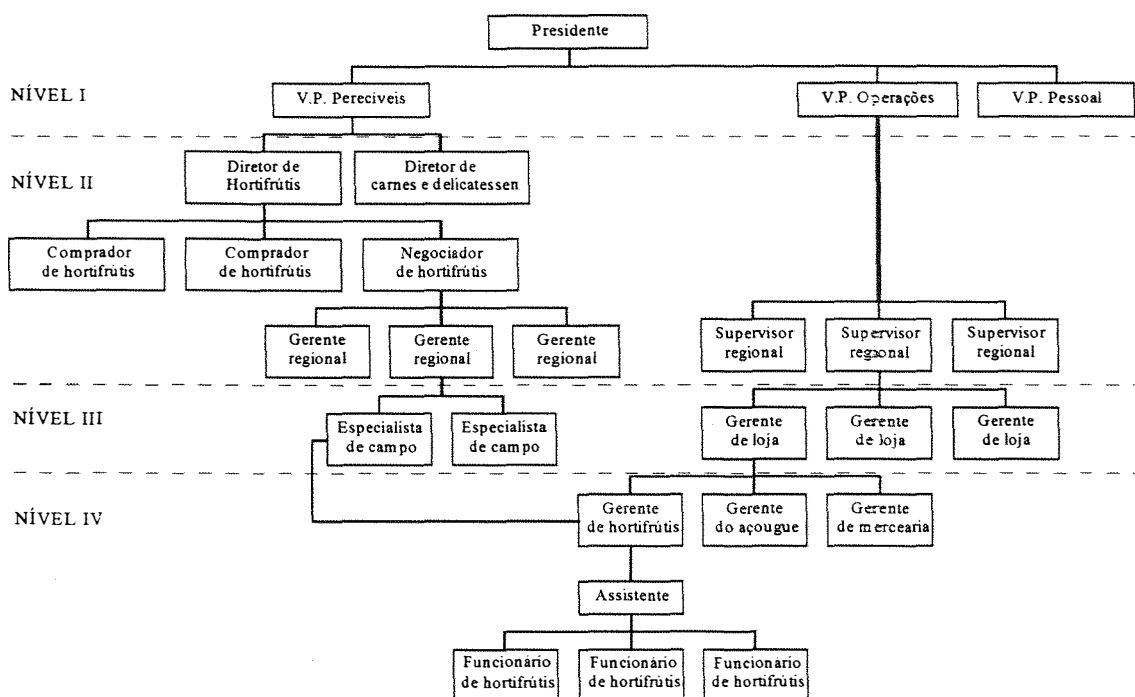 Presidente
NÍVEL I
V.P. Perecíveis
V.P. Operações
V.P. Pessoal
NÍVEL II
Diretor de
Hortifrútis
Diretor de
carnes e delicatessen
Comprador
de hortifrútis
Comprador
de hortifrútis
Negociador
de hortifrútis
Gerente
regional
Gerente
regional
Gerente
regional
Supervisor
regional
Supervisor
regional
Supervisor
regional
NÍVEL III
Especialista
de campo
Especialista
de campo
Gerente
de loja
Gerente
de loja
Gerente
de loja
NÍVEL IV
Gerente
de hortifrútis
Gerente
do açougue
Gerente
de mercearia
Assistente
Funcionário
de hortifrútis
Funcionário
de hortifrútis
Funcionário
de hortifrútis